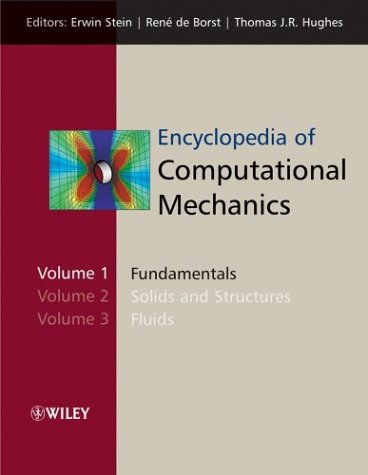 Editors: Erwin Stein | René de Borst | Thomas J.R. Hughes
Encyclopedia of
Computational
Mechanics
Volume 1 Fundamentals
Volume 2 Solids and Structures
Volume 3 Fluids
WILEY